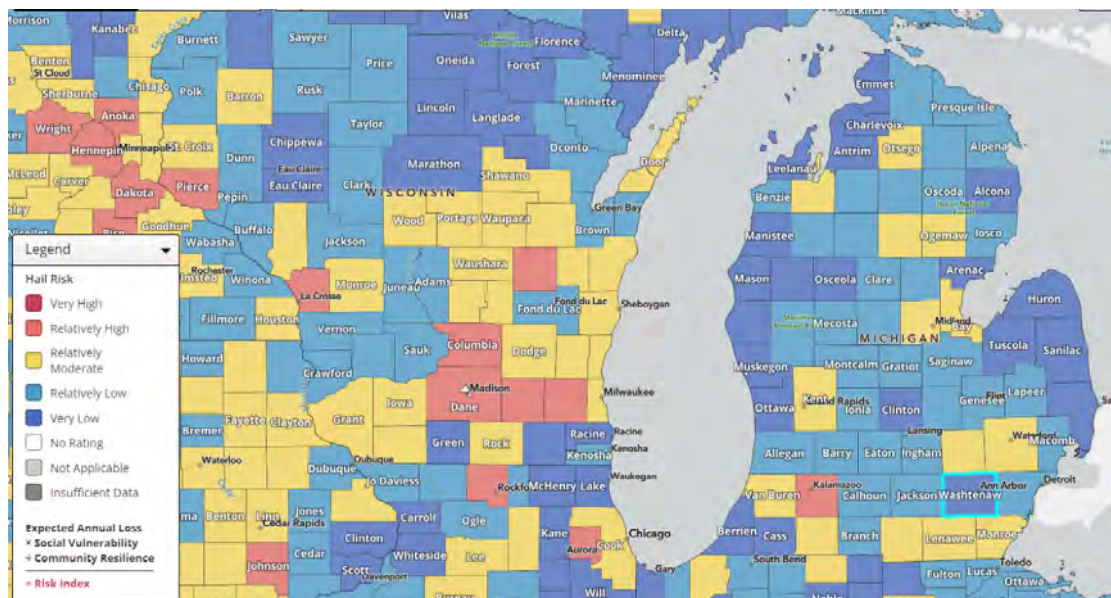 Vilas
Delta
Mackinac
Morrison
Kanabec
Burnett
Sawyer
Florence
Oneida
Forest
Price
Menominee
Benton
St Cloud
Chisago
Polk
Barron
Rusk
Emmet
Sherburne
Lincoln
Langlade
Marinette
Presque Isle
Wright
Anoka
Taylor
Charlevoix
Hennepin
Minneapolis
St. Croix
Dunn
Chippewa
Oconto
Antrim
Otsego
Alpena
McLeod
Carver
Eau Claire
Eau Claire
Marathon
Shawano
Door
Leelanau
Dakota
Pierce
Pepin
Clark
WISCONSIN
Benzie
Oscoda
Alcona
Rice
Goodhue
Buffalo
Wood
Portage
Waupaca
Green Bay
Brown
Manistee
Ogemaw
Iosco
Wabasha
Jackson
Legend
Hail Risk
Very High
Relatively High
Relatively
Moderate
Relatively Low
Very Low
No Rating
Not Applicable
Insufficient Data
Expected Annual Loss
× Social Vulnerability
÷ Community Resilience
= Risk Index
Olmsted
Rochester
Winona
La Crosse
Monroe
Juneau
Adams
Waushara
Mason
Osceola
Clare
Arenac
Fillmore
Houston
Vernon
Fond du Lac
Fond du Lac
Sheboygan
Mecosta
Midland
Bay
Huron
MICHIGAN
Howard
Crawford
Sauk
Columbia
Dodge
Muskegon
Montcalm
Gratiot
Saginaw
Tuscola
Sanilac
Madison
Dane
Milwaukee
Kent
Grand Rapids
Ottawa
Ionia
Clinton
Genesee
Flint
Lapeer
Bremer
Fayette
Clayton
Grant
Iowa
Green
Rock
Racine
Racine
Kenosha
Kenosha
Lansing
Waterford
Macomb
Waterloo
Dubuque
Dubuque
Jo Daviess
Rockford
McHenry
Lake
Waukegan
Allegan
Barry
Eaton
Ingham
Van Buren
Kalamazoo
Calhoun
Jackson
Washtenaw
Ann Arbor
Detroit
Benton
Linn
Jones
Cedar Rapids
Carroll
Ogle
Kane
Chicago
Cook
Aurora
Berrien
Cass
Branch
Lenawee
Monroe
Cedar
Clinton
Whiteside
Lee
Johnson
Scott
Davenport
Will
Gary
South Bend
Toledo
Fulton
Lucas
Ottawa